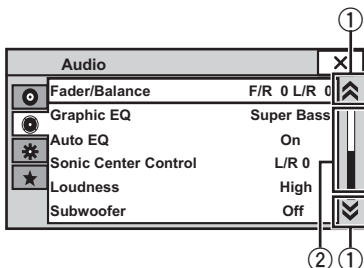 ①
Audio
Fader/Balance F/R 0 L/R 0
Graphic EQ Super Bass
Auto EQ On
Sonic Center Control L/R 0
Loudness High
Subwoofer Off
② ①